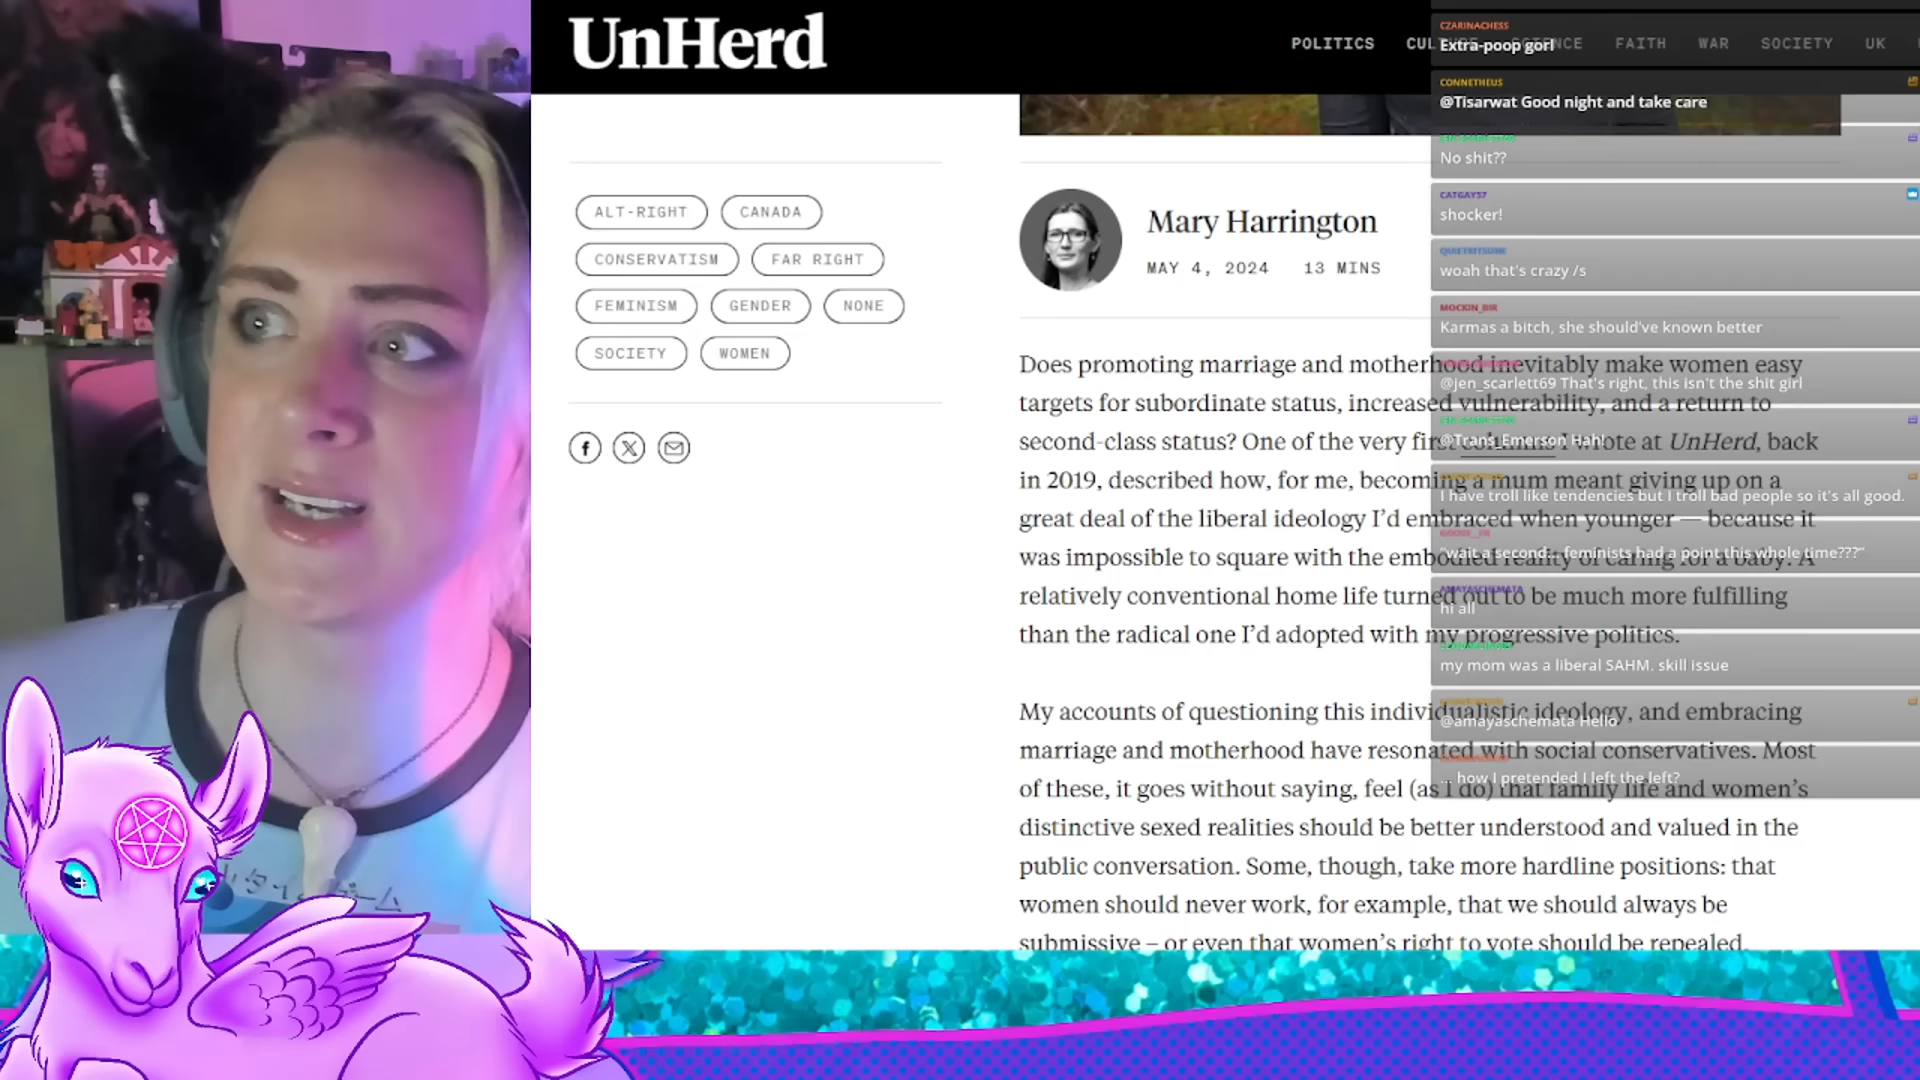 UnHerd
POLITICS
SCIENCE
FAITH
WAR
SOCIETY
UK
ALT-RIGHT
CANADA
CONSERVATISM
FAR RIGHT
FEMINISM
GENDER
NONE
SOCIETY
WOMEN
Mary Harrington
MAY 4, 2024 13 MINS
Does promoting marriage and motherhood inevitably make women easy
targets for subordinate status, increased vulnerability, and a return to
second-class status? One of the very first columns I wrote at UnHerd, back
in 2019, described how, for me, becoming a mum meant giving up on a
great deal of the liberal ideology I'd embraced when younger — because it
was impossible to square with the embodied reality of caring for a baby. A
relatively conventional home life turned out to be much more fulfilling
than the radical one I'd adopted with my progressive politics.
My accounts of questioning this individualistic ideology, and embracing
marriage and motherhood have resonated with social conservatives. Most
of these, it goes without saying, feel (as I do) that family life and women's
distinctive sexed realities should be better understood and valued in the
public conversation. Some, though, take more hardline positions: that
women should never work, for example, that we should always be
submissive – or even that women's right to vote should be repealed.
CZARINACHESS
Extra-poop gorl
CONNETHEUS
@Tisarwat Good night and take care
No shit??
CATGAY57
shocker!
QUIETKITSUNE
woah that's crazy /s
MOCKIN_BIR
Karmas a bitch, she should've known better
@jen_scarlett69 That's right, this isn't the shit girl
@Trans_Emerson Hah!
I have troll like tendencies but I troll bad people so it's all good.
"wait a second... feminists had a point this whole time???"
AMAYASCHEMATA
hi all
my mom was a liberal SAHM. skill issue
@amayaschemata Hello
... how I pretended I left the left?